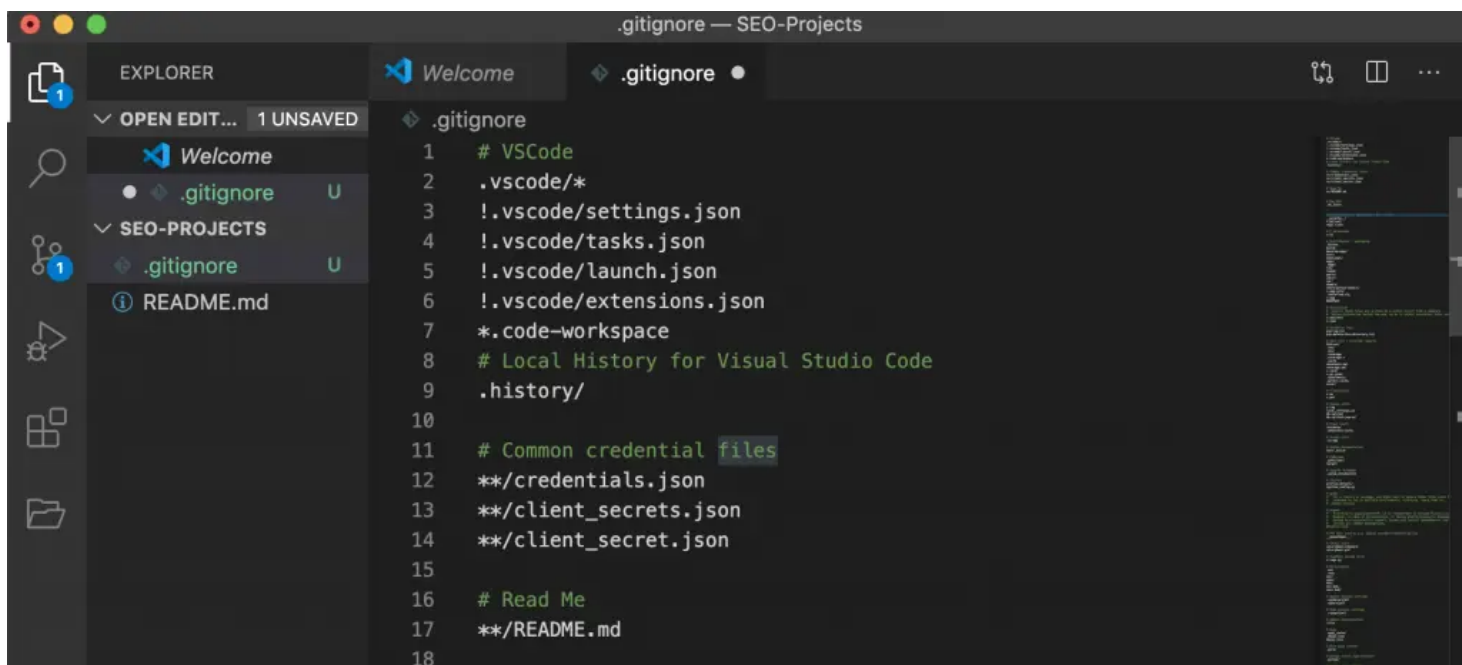 .gitignore — SEO-Projects
EXPLORER
OPEN EDIT... 1 UNSAVED
Welcome
.gitignore U
SEO-PROJECTS
.gitignore U
README.md
1
1
Welcome .gitignore
.gitignore
1 # VSCode
2 .vscode/*
3 !.vscode/settings.json
4 !.vscode/tasks.json
5 !.vscode/launch.json
6 !.vscode/extensions.json
7 *.code-workspace
8 # Local History for Visual Studio Code
9 .history/
10
11 # Common credential files
12 **/credentials.json
13 **/client_secrets.json
14 **/client_secret.json
15
16 # Read Me
17 **/README.md
18